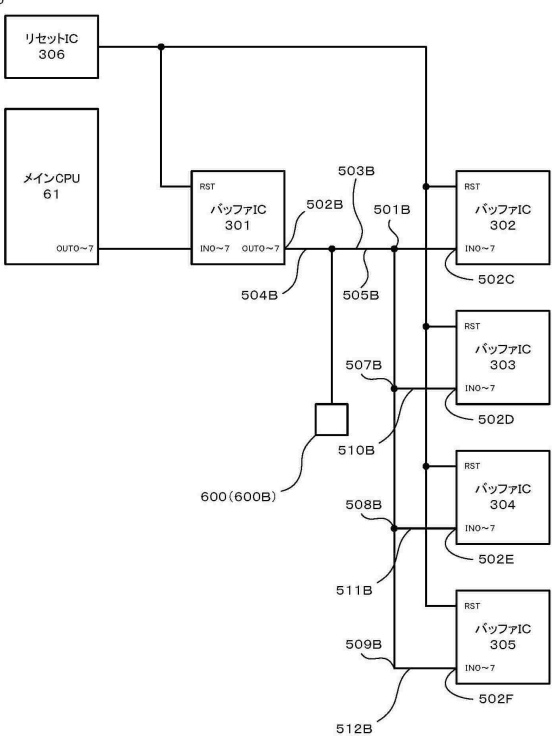 リセットIC
306
メインCPU
61
OUT0~7
RST
バッファIC
301
IN0~7 OUT0~7
502B
503B
501B
504B
505B
RST
バッファIC
302
IN0~7
502C
RST
バッファIC
303
IN0~7
502D
507B
510B
600(600B)
RST
バッファIC
304
IN0~7
502E
508B
511B
RST
バッファIC
305
IN0~7
502F
509B
512B